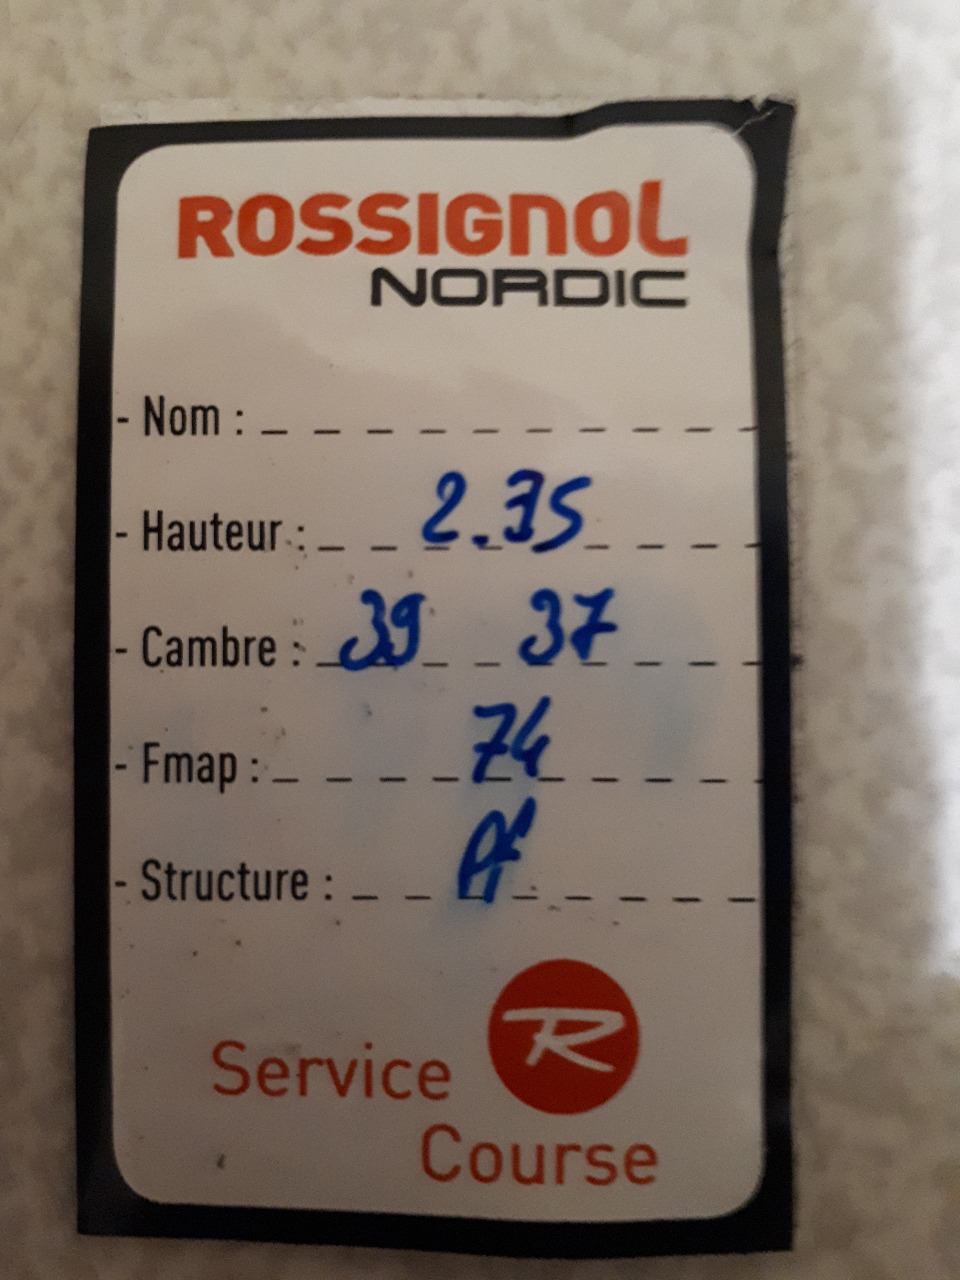 ROSSIGNOL
NORDIC
- Nom :
- Hauteur : 2.35
- Cambre : 39 37
- Fmap : 74
- Structure :
Service R
Course